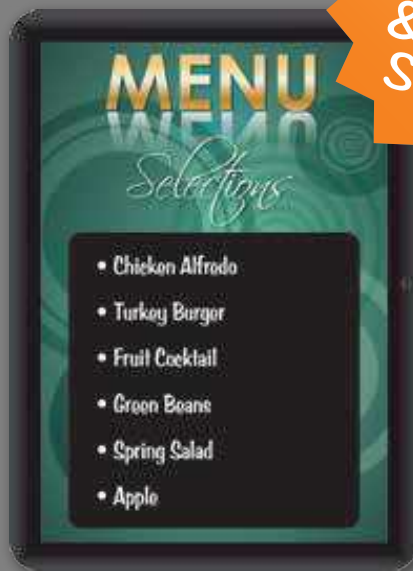 &
S
MENU
Selections
• Chicken Alfredo
• Turkey Burger
• Fruit Cocktail
• Green Beans
• Spring Salad
• Apple